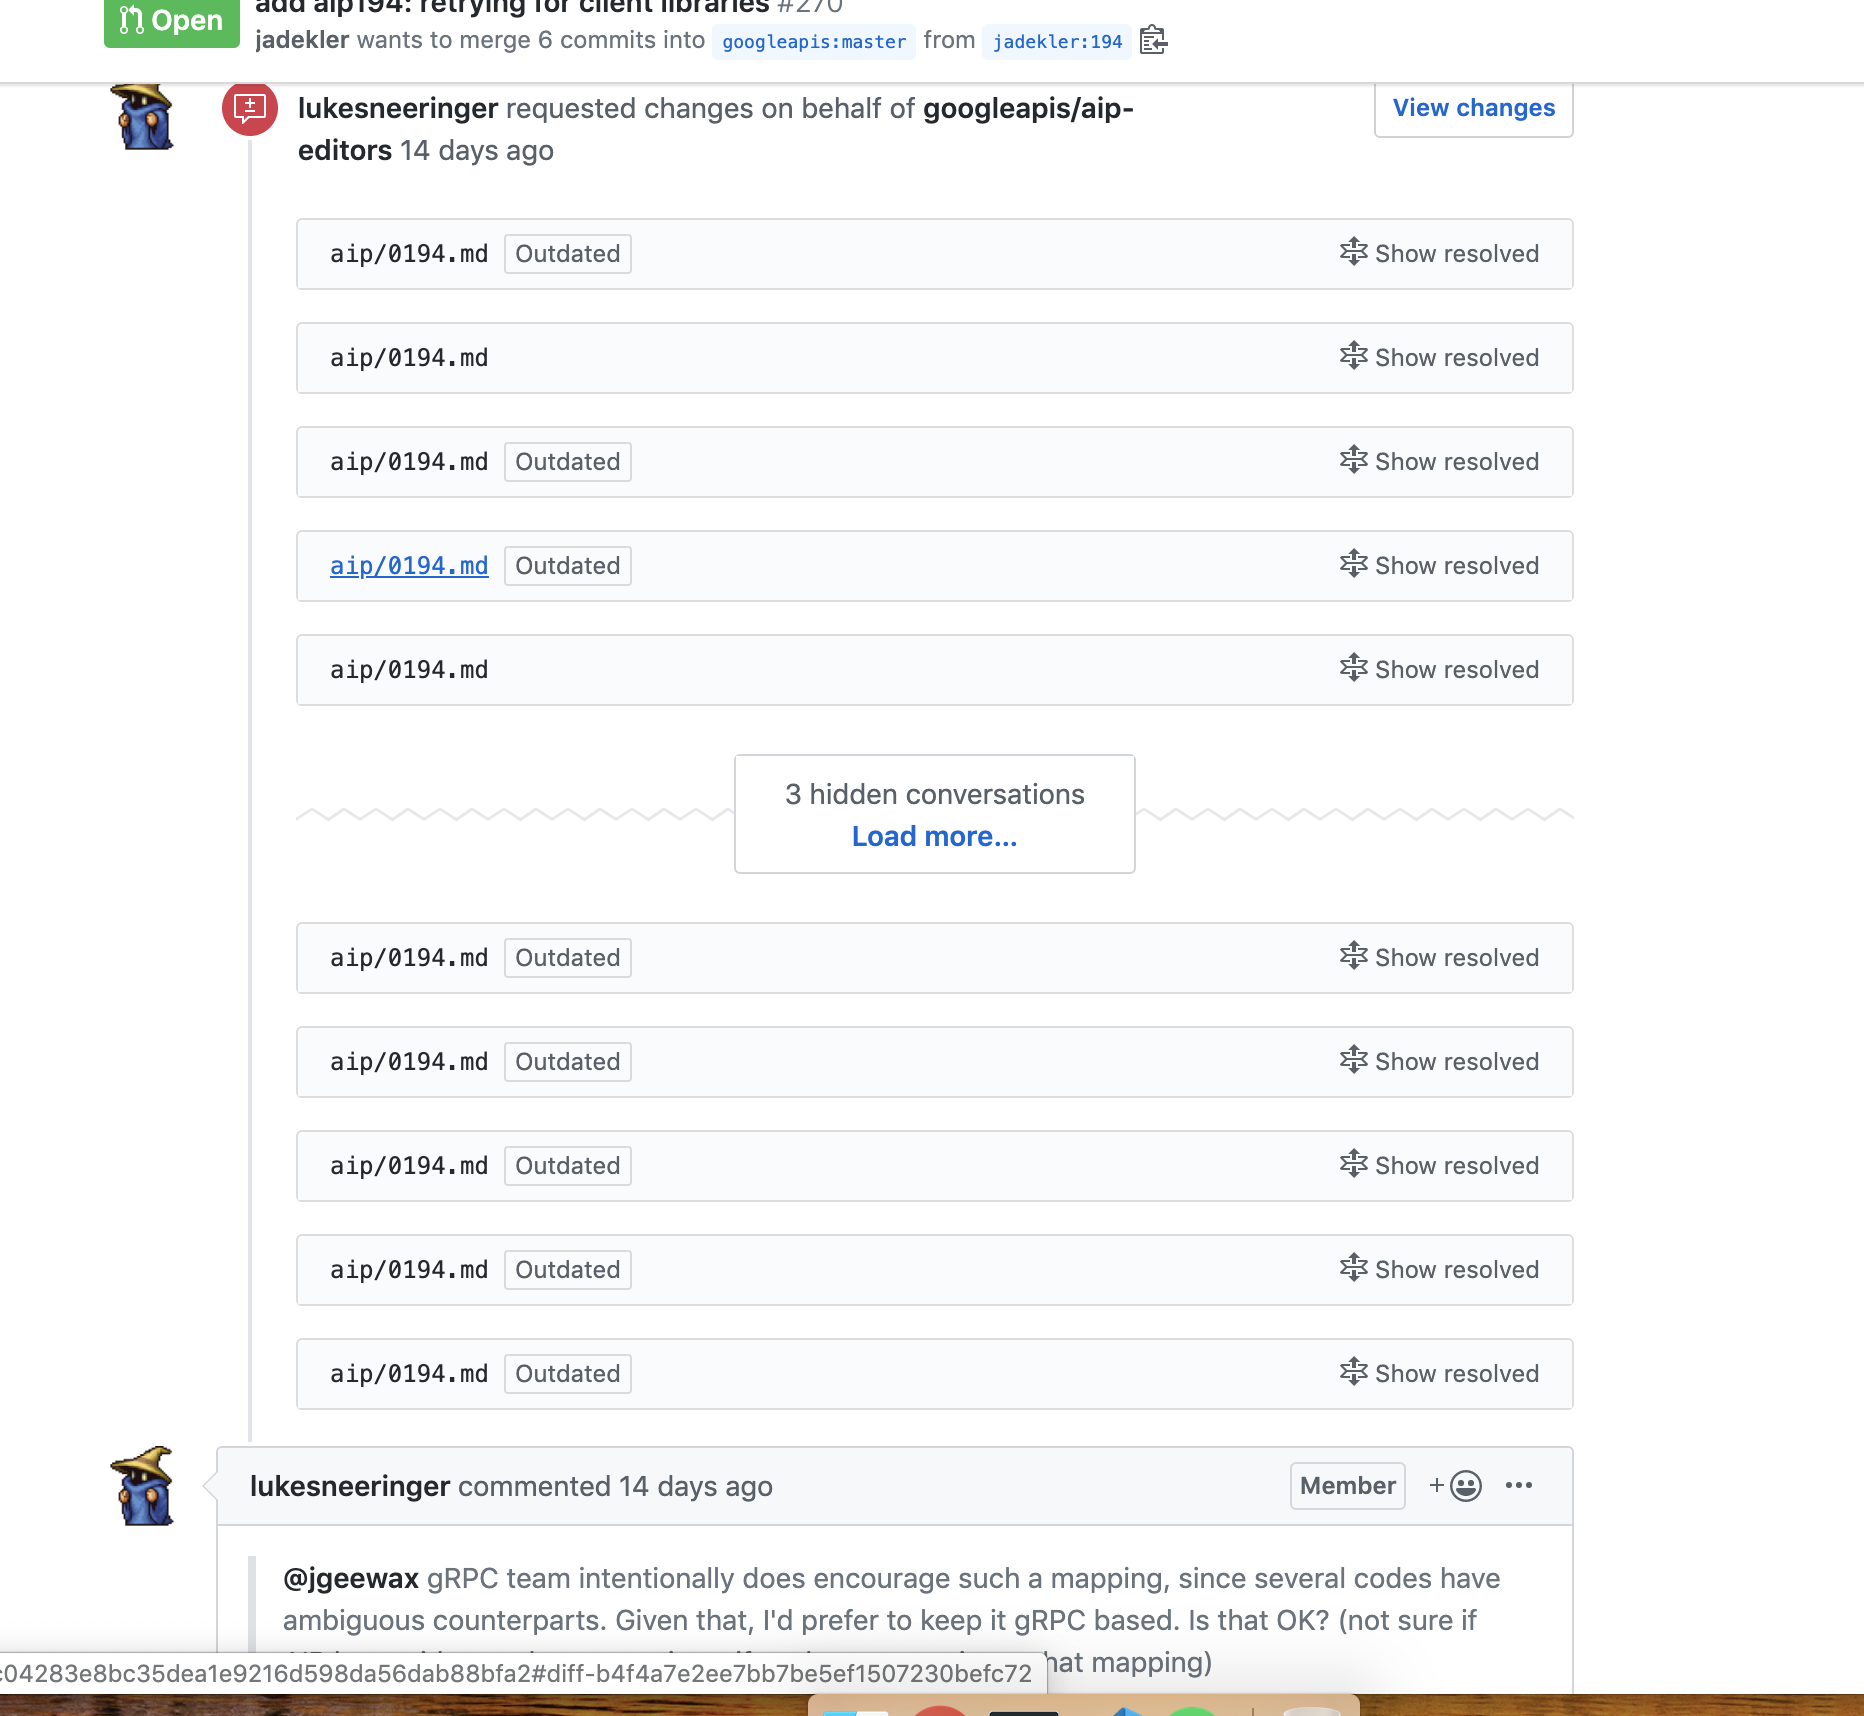 Open
add aip194: retrying for client libraries #270
jadekler wants to merge 6 commits into googleapis:master from jadekler:194
lukesneeringer requested changes on behalf of googleapis/aip-
editors 14 days ago
View changes
aip/0194.md Outdated Show resolved
aip/0194.md Show resolved
aip/0194.md Outdated Show resolved
aip/0194.md Outdated Show resolved
aip/0194.md Show resolved
3 hidden conversations
Load more...
aip/0194.md Outdated Show resolved
aip/0194.md Outdated Show resolved
aip/0194.md Outdated Show resolved
aip/0194.md Outdated Show resolved
aip/0194.md Outdated Show resolved
lukesneeringer commented 14 days ago Member
@jgeewax gRPC team intentionally does encourage such a mapping, since several codes have
ambiguous counterparts. Given that, I'd prefer to keep it gRPC based. Is that OK? (not sure if
hat mapping)
c04283e8bc35dea1e9216d598da56dab88bfa2#diff-b4f4a7e2ee7bb7be5ef1507230befc72